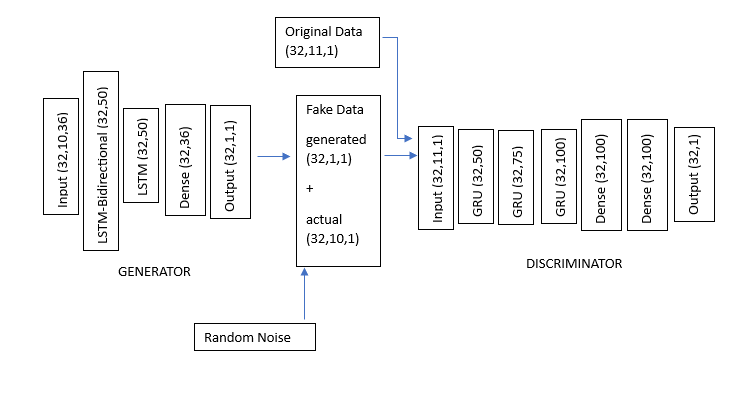 Original Data
(32,11,1)
Input (32,10,36)
LSTM-Bidirectional (32,50)
LSTM (32,50)
Dense (32,36)
Output (32,1,1)
GENERATOR
Fake Data
generated
(32,1,1)
+
actual
(32,10,1)
Random Noise
Input (32,11,1)
GRU (32,50)
GRU (32,75)
GRU (32,100)
Dense (32,100)
Dense (32,100)
Output (32,1)
DISCRIMINATOR